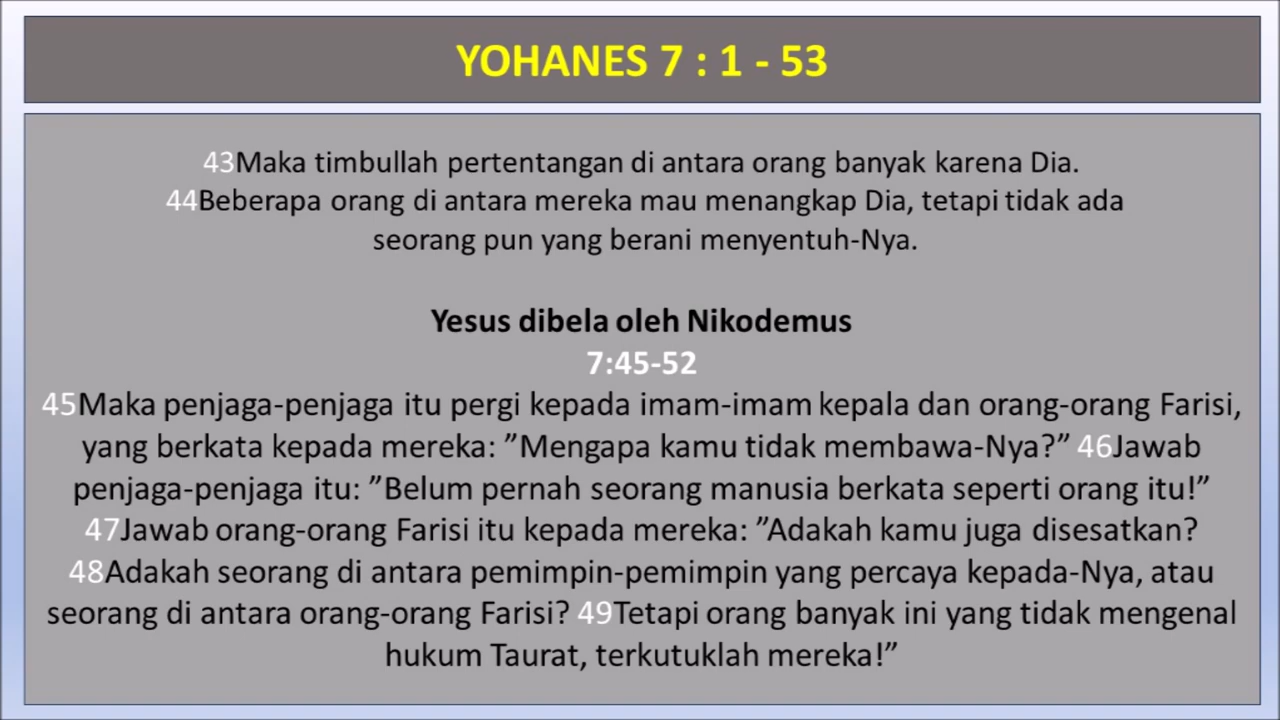 YOHANES 7 : 1 - 53
43Maka timbullah pertentangan di antara orang banyak karena Dia.
44Beberapa orang di antara mereka mau menangkap Dia, tetapi tidak ada
seorang pun yang berani menyentuh-Nya.
Yesus dibela oleh Nikodemus
7:45-52
45Maka penjaga-penjaga itu pergi kepada imam-imam kepala dan orang-orang Farisi,
yang berkata kepada mereka: ”Mengapa kamu tidak membawa-Nya?” 46Jawab
penjaga-penjaga itu: ”Belum pernah seorang manusia berkata seperti orang itu!”
47Jawab orang-orang Farisi itu kepada mereka: ”Adakah kamu juga disesatkan?
48Adakah seorang di antara pemimpin-pemimpin yang percaya kepada-Nya, atau
seorang di antara orang-orang Farisi? 49Tetapi orang banyak ini yang tidak mengenal
hukum Taurat, terkutuklah mereka!”